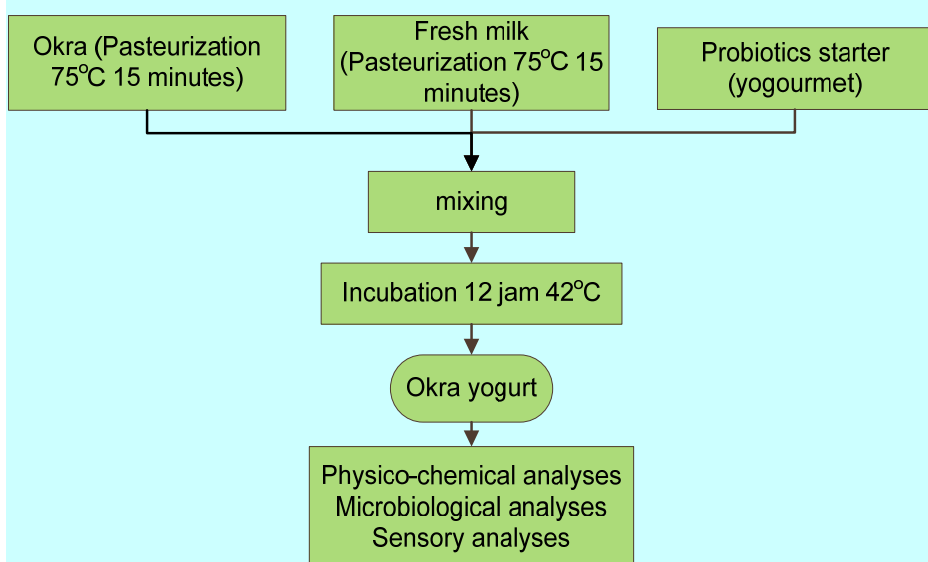 Okra (Pasteurization
75°C 15 minutes)
Fresh milk
(Pasteurization 75°C 15
minutes)
Probiotics starter
(yogourmet)
mixing
Incubation 12 jam 42°C
Okra yogurt
Physico-chemical analyses
Microbiological analyses
Sensory analyses